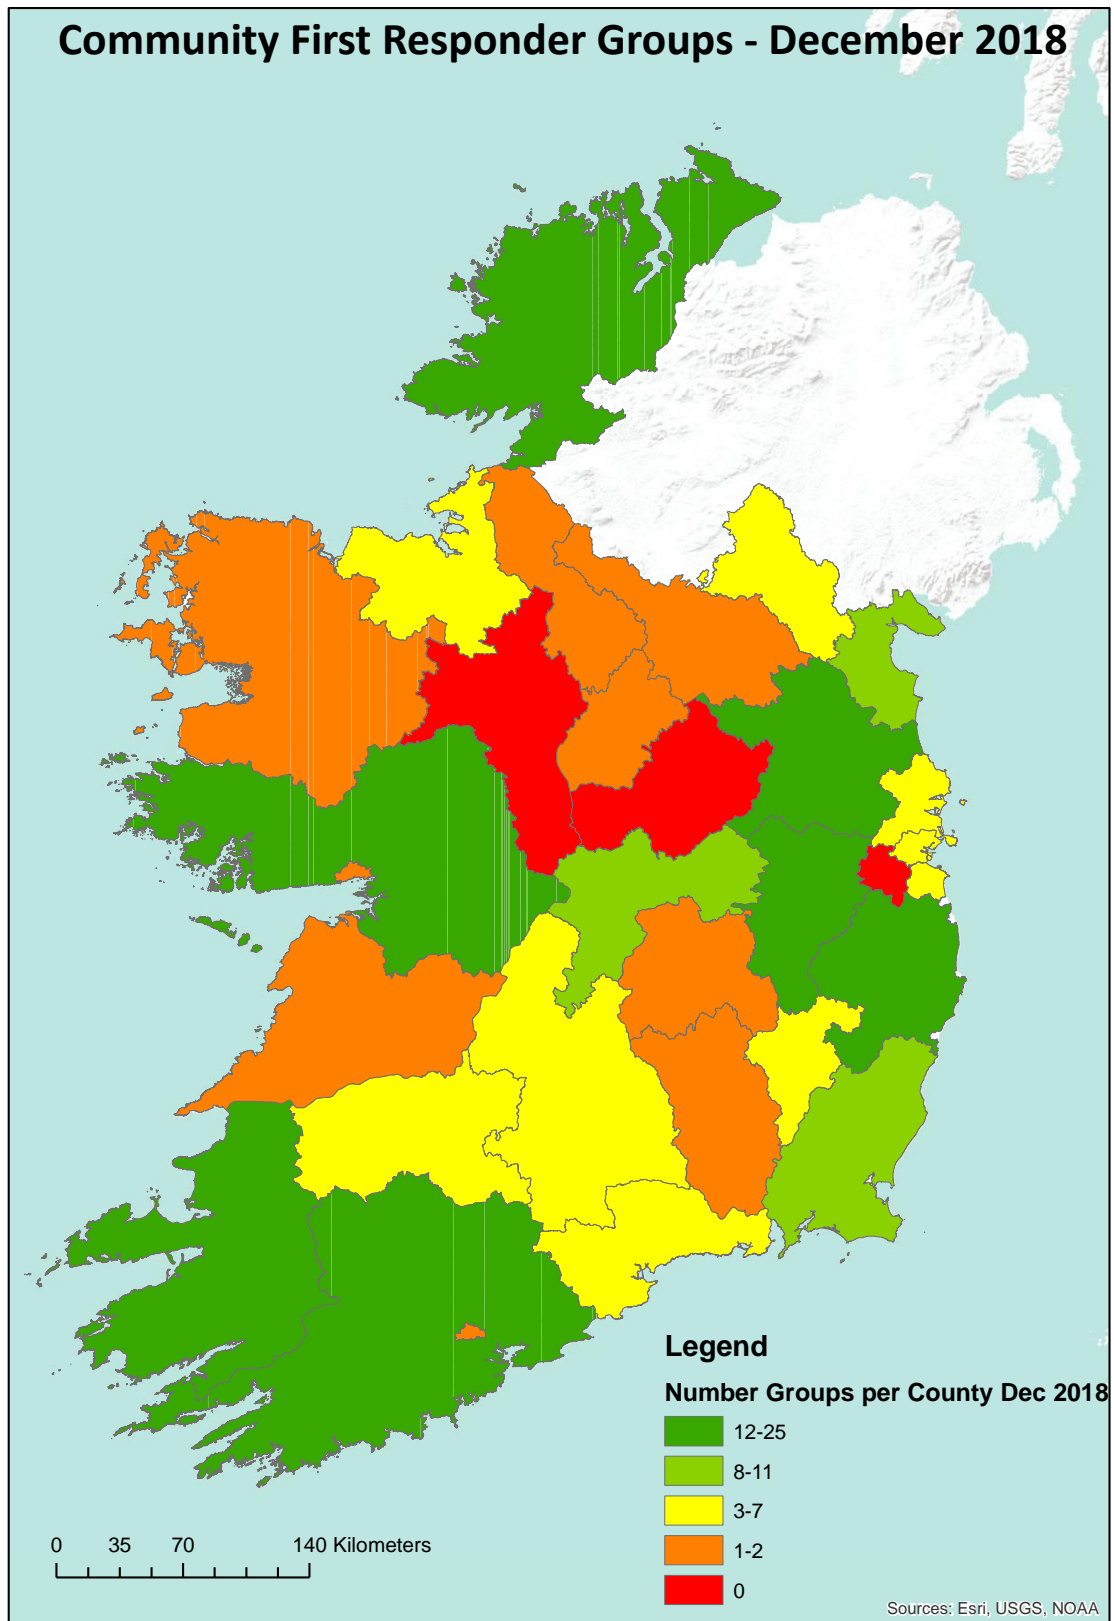 Community First Responder Groups - December 2018
Legend
Number Groups per County Dec 2018
12-25
8-11
3-7
1-2
0
0 35 70 140 Kilometers
Sources: Esri, USGS, NOAA